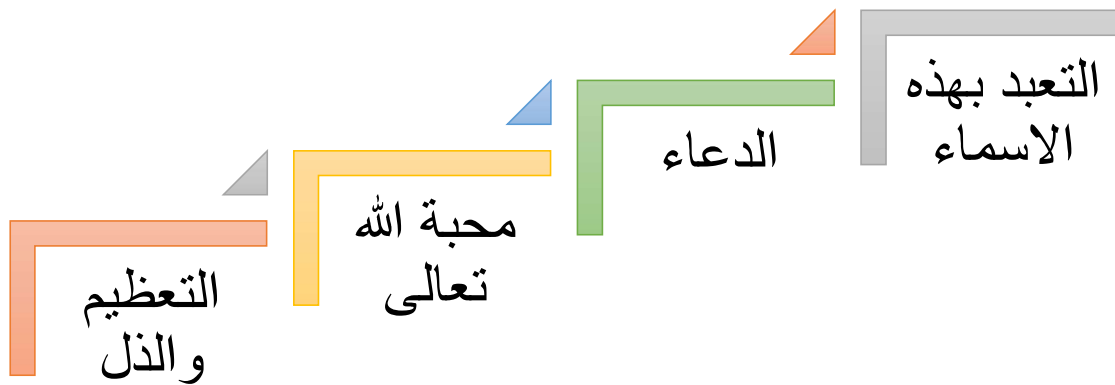 التعبد بهذه
الاسماء
الدعاء
محبة الله
تعالى
التعظيم
والذل